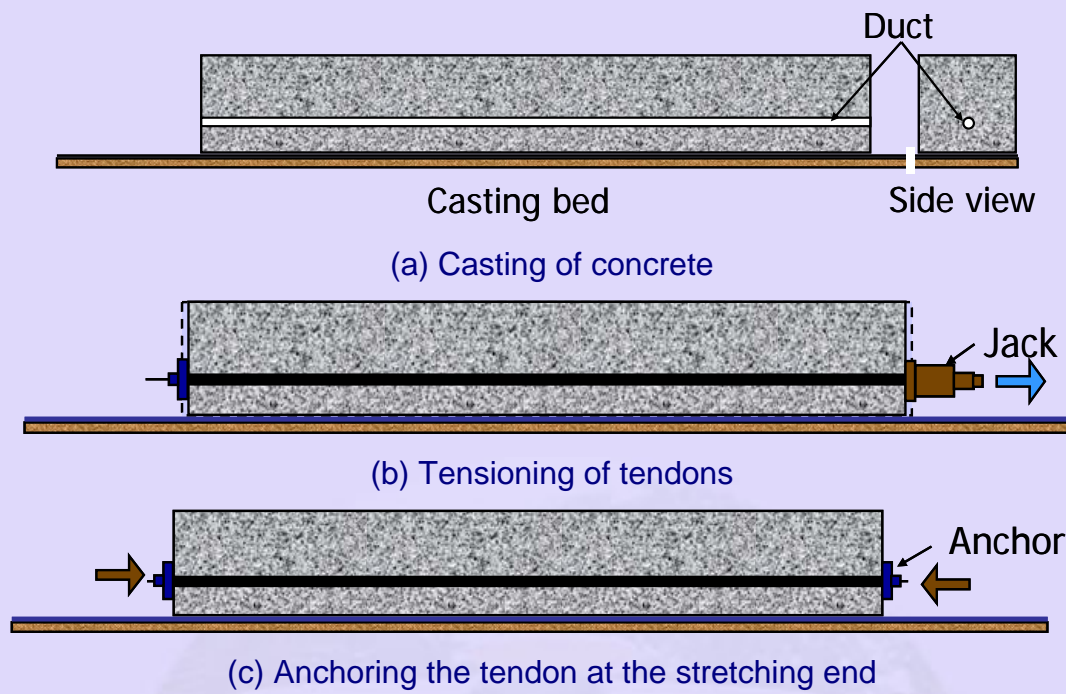 Duct
Casting bed
Side view
(a) Casting of concrete
Jack
(b) Tensioning of tendons
Anchor
(c) Anchoring the tendon at the stretching end